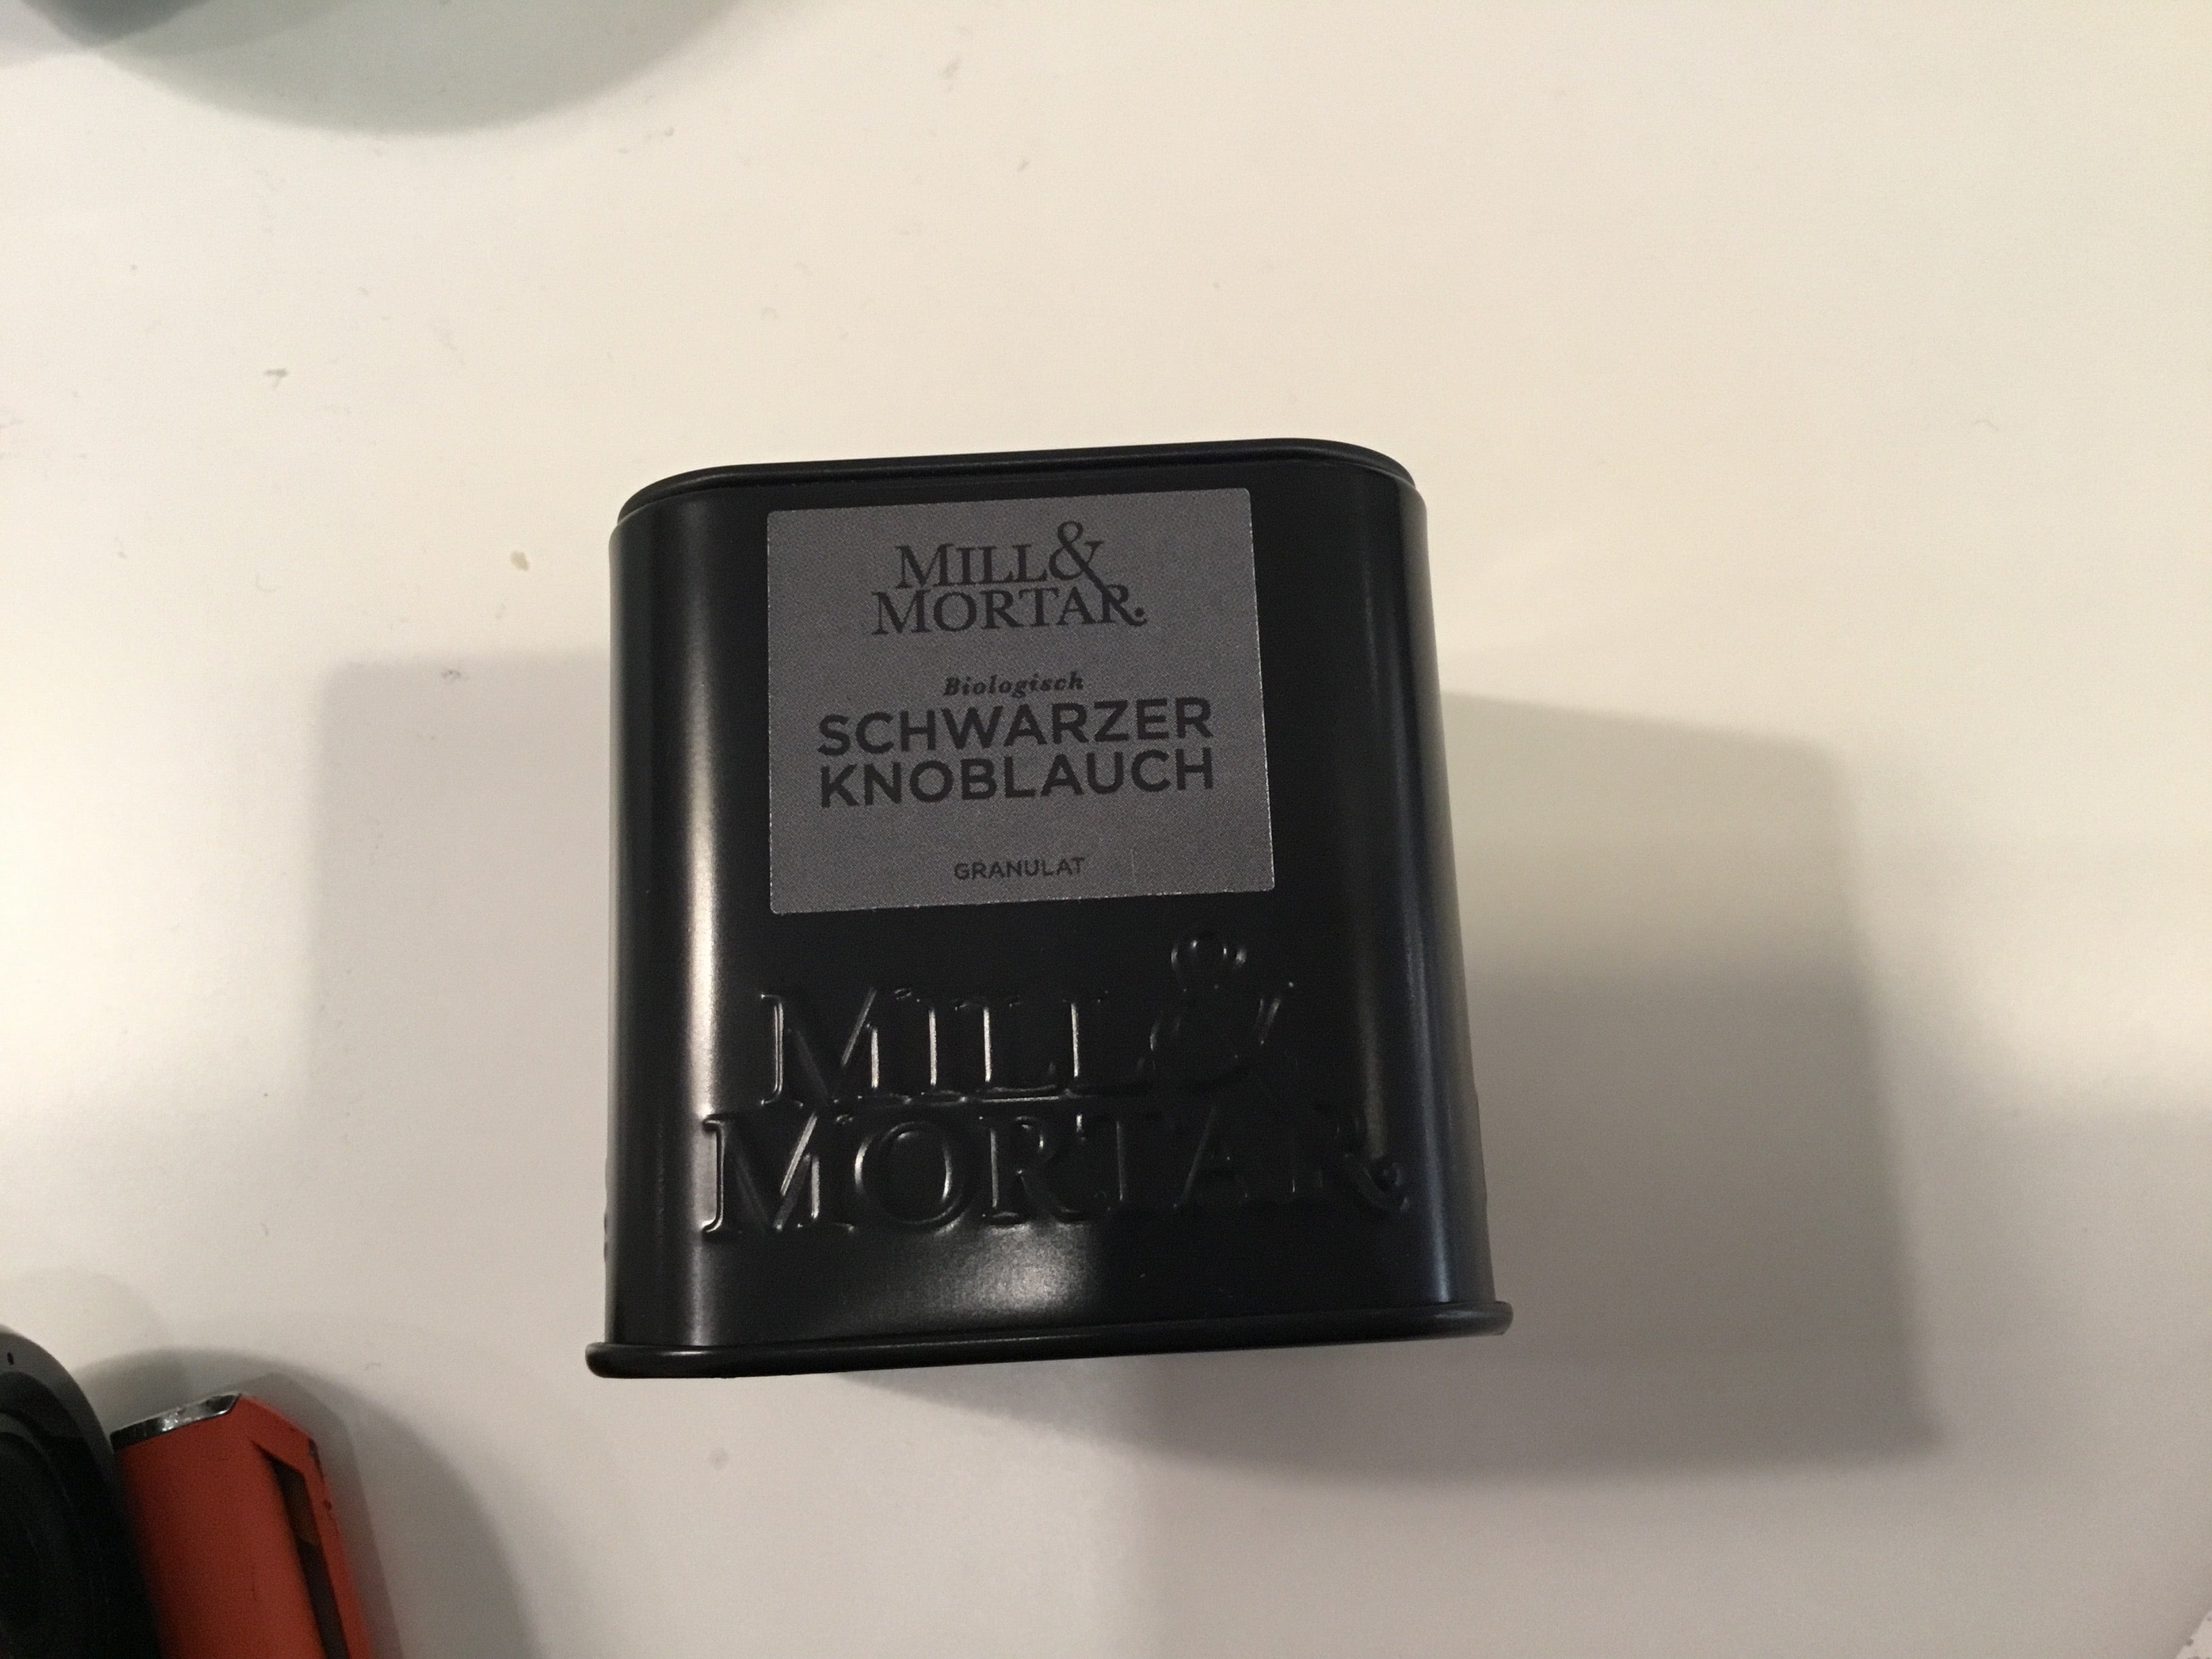 MILL&
MORTAR.
Biologisch
SCHWARZER
KNOBLAUCH
GRANULAT
MILL&
MORTAR.